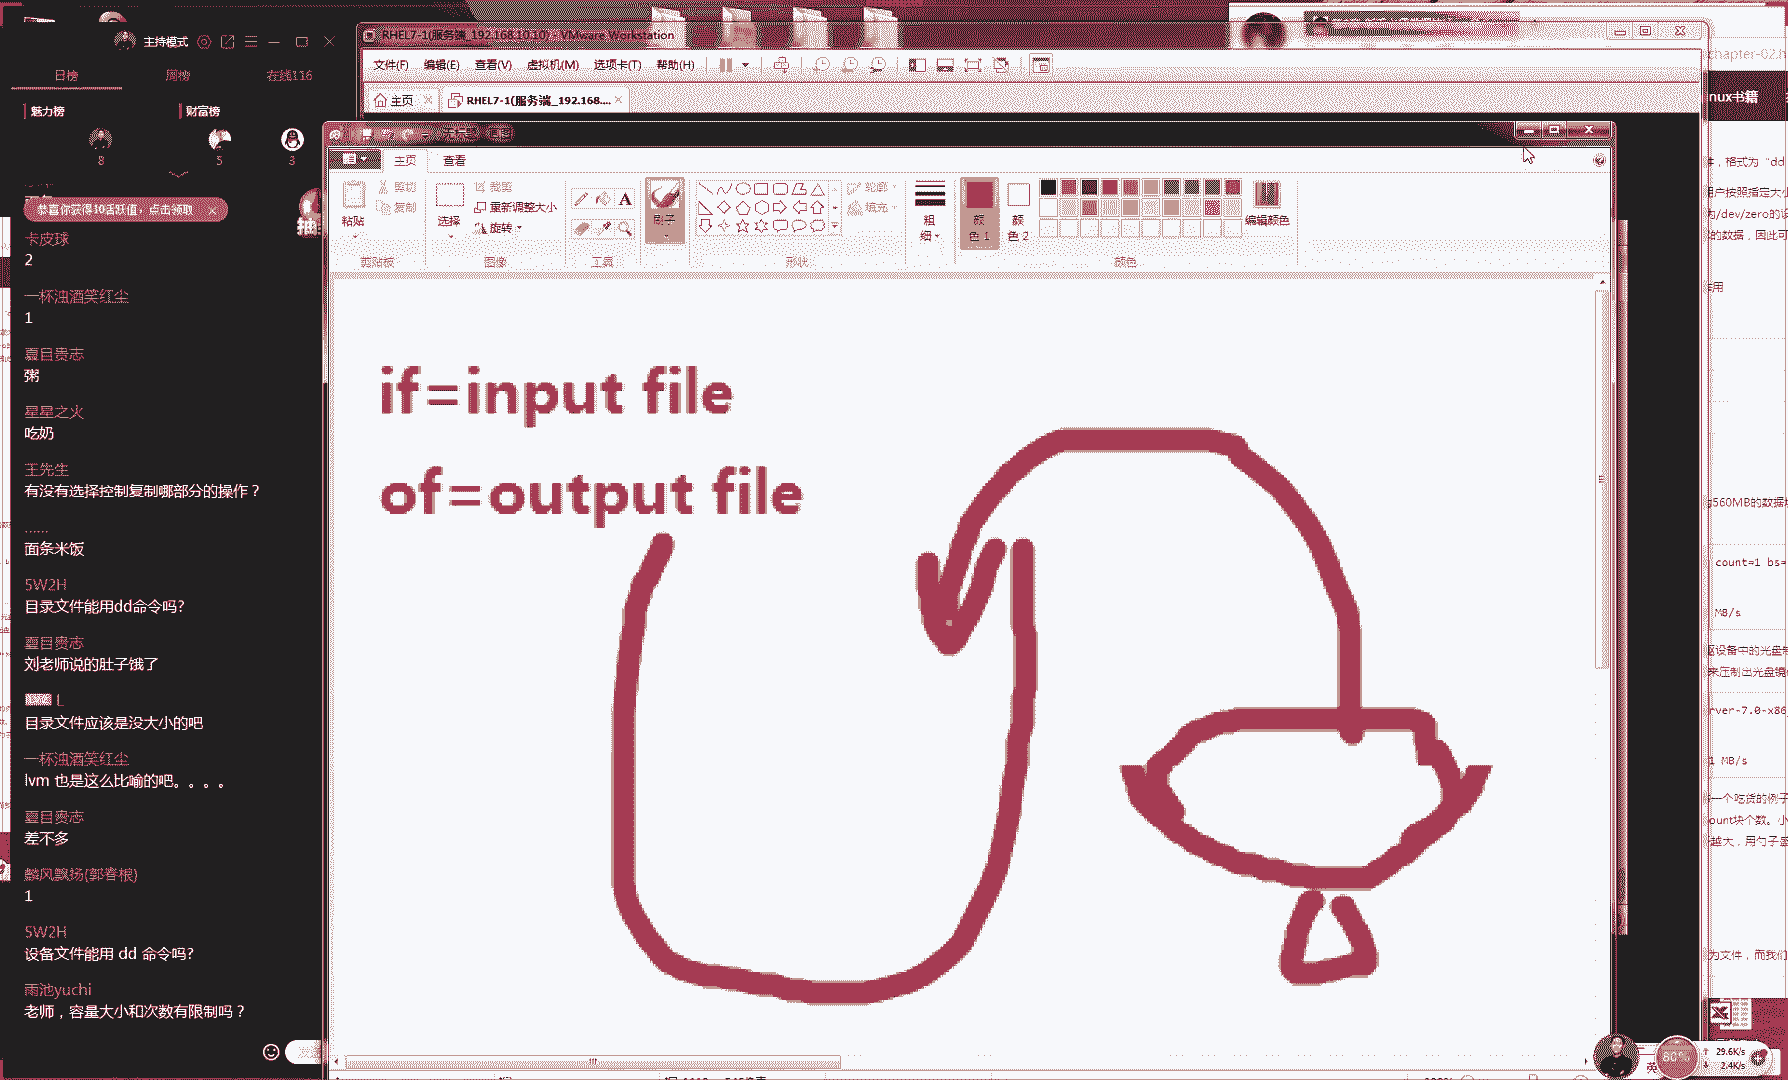 主持模式
日榜 周榜 在线116
魅力榜 财富榜
8 5 3
恭喜你获得10活跃值，点击领取
卡皮球
2
一杯浊酒笑红尘
1
夏目贵志
粥
星星之火
吃奶
王先生
有没有选择控制复制哪部分的操作？
......
面条米饭
5W2H
目录文件能用dd命令吗?
夏目贵志
刘老师说的肚子饿了
L
目录文件应该是没大小的吧
一杯浊酒笑红尘
lvm 也是这么比喻的吧。。。。
夏目贵志
差不多
麟风飘扬(郭春根)
1
5W2H
设备文件能用 dd 命令吗?
雨池yuchi
老师，容量大小和次数有限制吗？
RHEL7-1(服务端_192.168.10.10) - VMware Workstation
文件(F) 编辑(E) 查看(V) 虚拟机(M) 选项卡(T) 帮助(H)
主页 RHEL7-1(服务端_192.168....
主页 查看
粘贴 剪切 复制
剪贴板
选择 裁剪 重新调整大小 旋转
图像
工具
刷子
形状
轮廓
填充
粗细
颜色 1
颜色 2
编辑颜色
颜色
if=input file
of=output file
chapter-02.h
nux书籍
，格式为“dd
用户按照指定大小
为/dev/zero的设
的数据，因此可
作用
560MB的数据块
count=1 bs=
MB/s
驱设备中的光盘制
来压制出光盘镜
rver-7.0-x86
1 MB/s
一个吃货的例子
ount块个数。小
越大，用勺子盛
为文件，而我们
英
80%
29.6K/s
2.4K/s